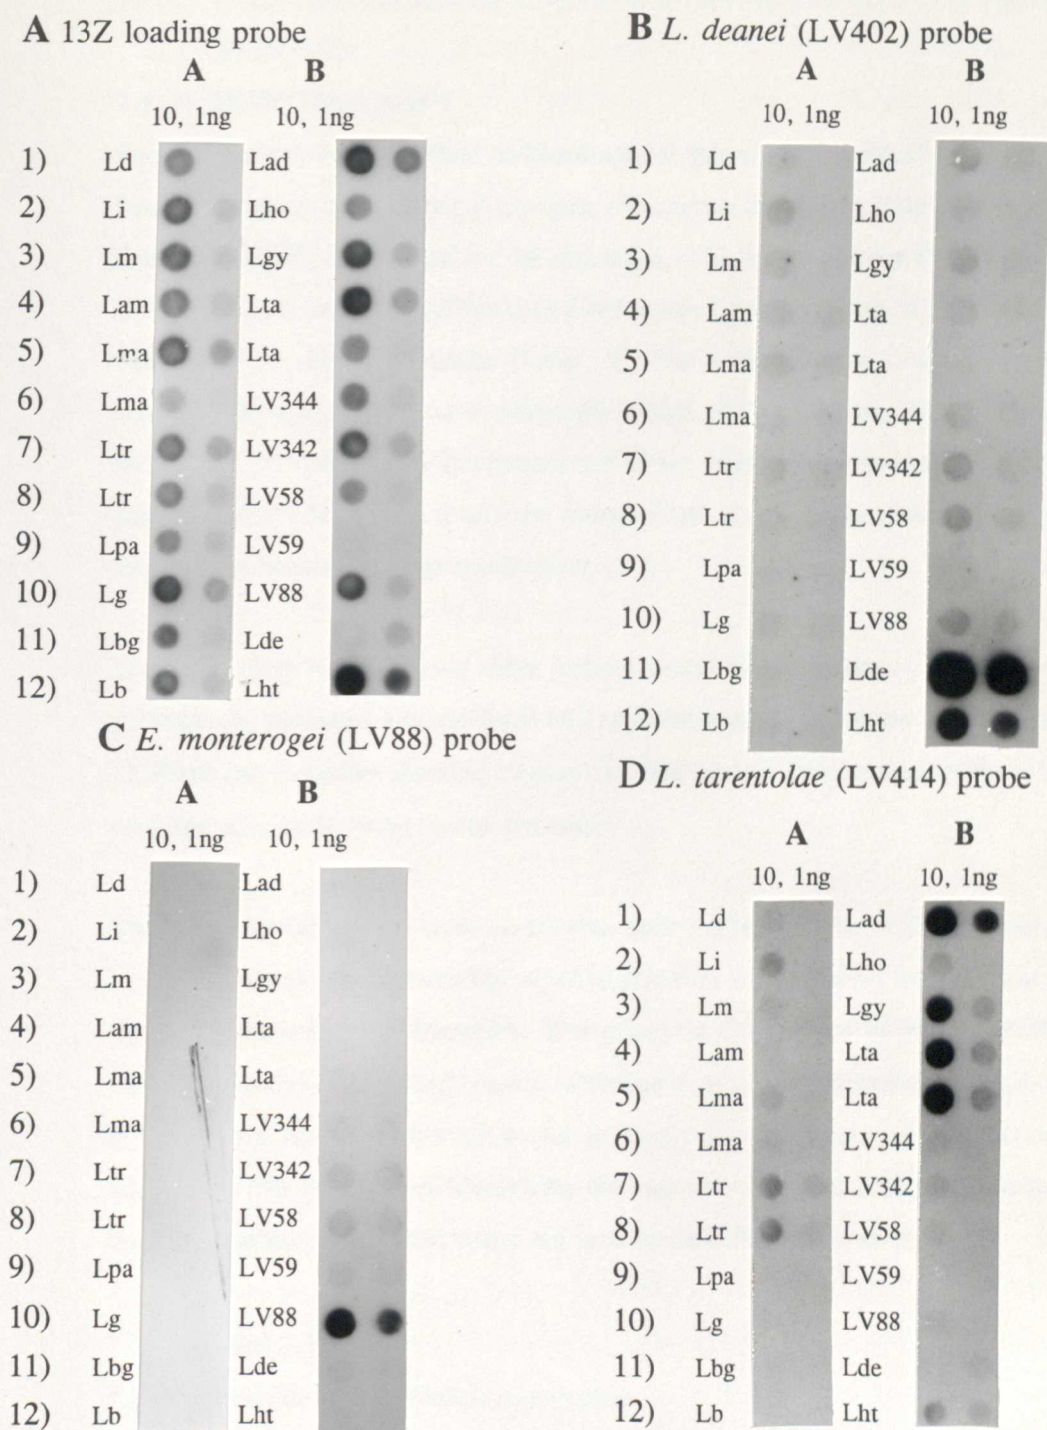 A 13Z loading probe
A B
10, 1ng 10, 1ng
1) Ld Lad
2) Li Lho
3) Lm Lgy
4) Lam Lta
5) Lma Lta
6) Lma LV344
7) Ltr LV342
8) Ltr LV58
9) Lpa LV59
10) Lg LV88
11) Lbg Lde
12) Lb Lht
B L. deanei (LV402) probe
A B
10, 1ng 10, 1ng
1) Ld Lad
2) Li Lho
3) Lm Lgy
4) Lam Lta
5) Lma Lta
6) Lma LV344
7) Ltr LV342
8) Ltr LV58
9) Lpa LV59
10) Lg LV88
11) Lbg Lde
12) Lb Lht
C E. monterogei (LV88) probe
A B
10, 1ng 10, 1ng
1) Ld Lad
2) Li Lho
3) Lm Lgy
4) Lam Lta
5) Lma Lta
6) Lma LV344
7) Ltr LV342
8) Ltr LV58
9) Lpa LV59
10) Lg LV88
11) Lbg Lde
12) Lb Lht
D L. tarentolae (LV414) probe
A B
10, 1ng 10, 1ng
1) Ld Lad
2) Li Lho
3) Lm Lgy
4) Lam Lta
5) Lma Lta
6) Lma LV344
7) Ltr LV342
8) Ltr LV58
9) Lpa LV59
10) Lg LV88
11) Lbg Lde
12) Lb Lht